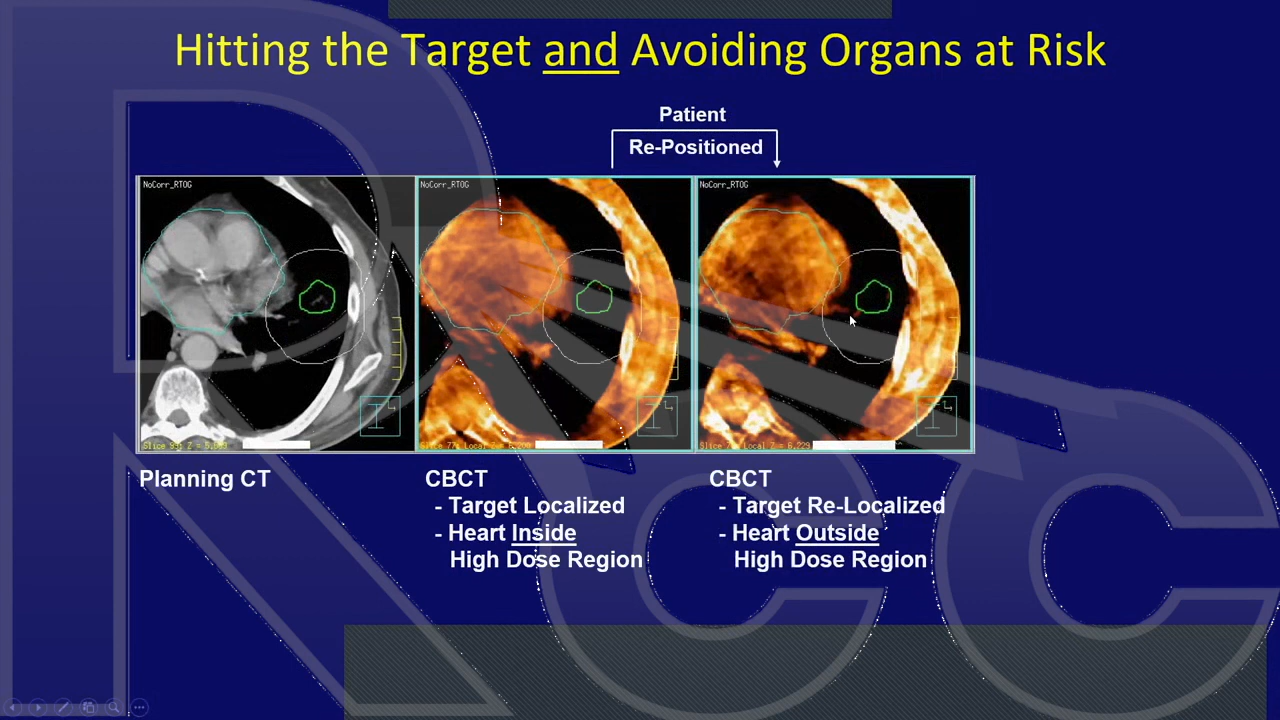 Hitting the Target and Avoiding Organs at Risk
Patient
Re-Positioned
NoCorr_RTOG
NoCorr_RTOG
NoCorr_RTOG
Planning CT
CBCT
- Target Localized
- Heart Inside
High Dose Region
CBCT
- Target Re-Localized
- Heart Outside
High Dose Region
RCC